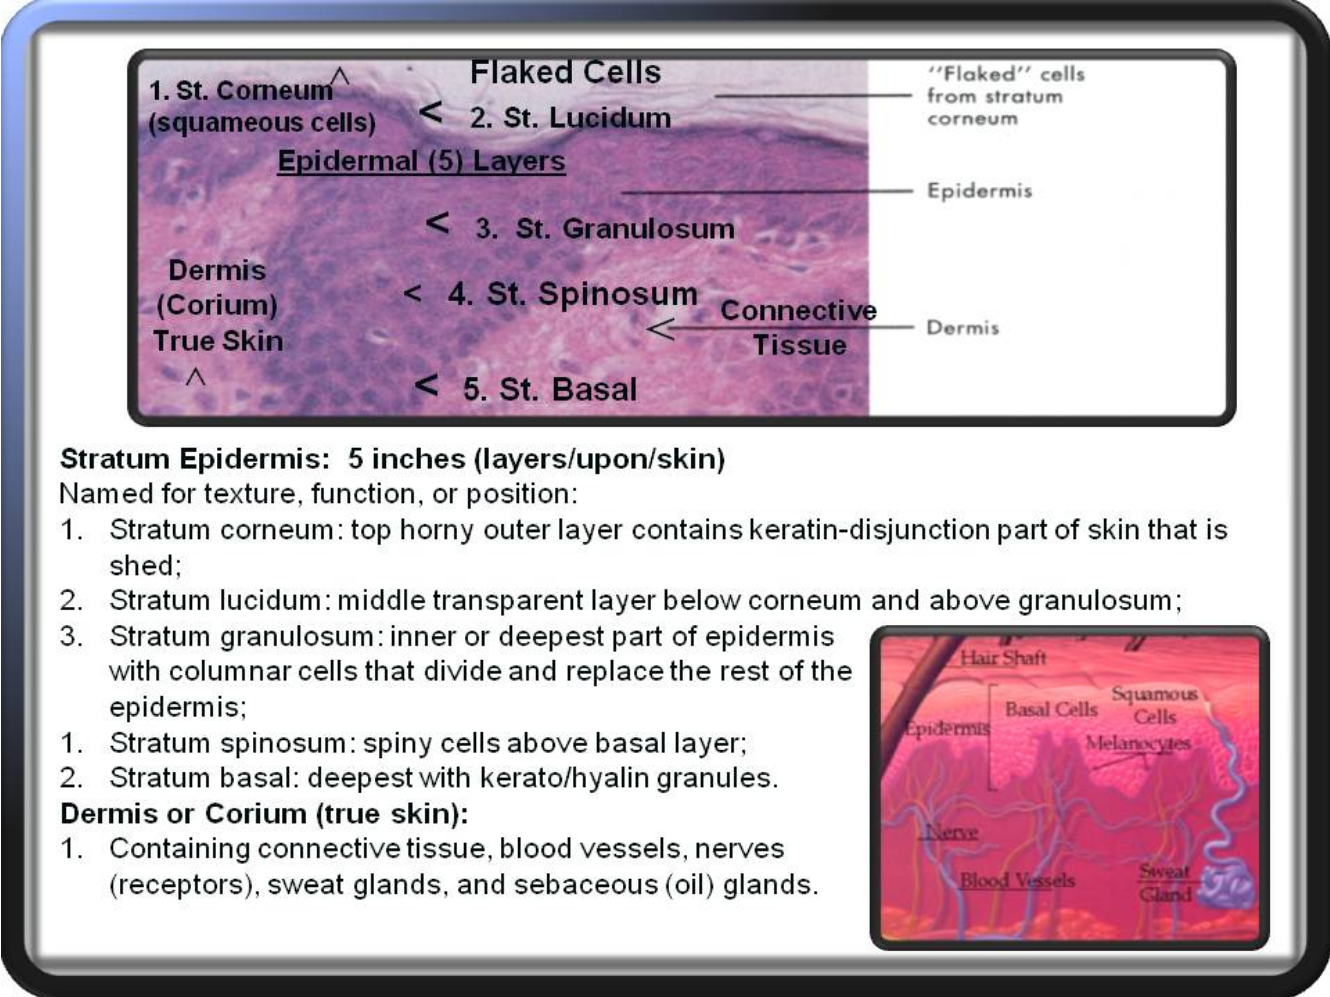 1. St. Corneum
(squameous cells)
^
Flaked Cells
< 2. St. Lucidum
Epidermal (5) Layers
< 3. St. Granulosum
Dermis
(Corium)
True Skin
^
< 4. St. Spinosum
Connective
Tissue
< 5. St. Basal
"Flaked" cells
from stratum
corneum
Epidermis
Dermis
Stratum Epidermis: 5 inches (layers/upon/skin)
Named for texture, function, or position:
1. Stratum corneum: top horny outer layer contains keratin-disjunction part of skin that is
shed;
2. Stratum lucidum: middle transparent layer below corneum and above granulosum;
3. Stratum granulosum: inner or deepest part of epidermis
with columnar cells that divide and replace the rest of the
epidermis;
1. Stratum spinosum: spiny cells above basal layer;
2. Stratum basal: deepest with kerato/hyalin granules.
Dermis or Corium (true skin):
1. Containing connective tissue, blood vessels, nerves
(receptors), sweat glands, and sebaceous (oil) glands.
Hair Shaft
Squamous
Cells
Basal Cells
Epidermis
Melanocytes
Nerve
Blood Vessels
Sweat
Gland